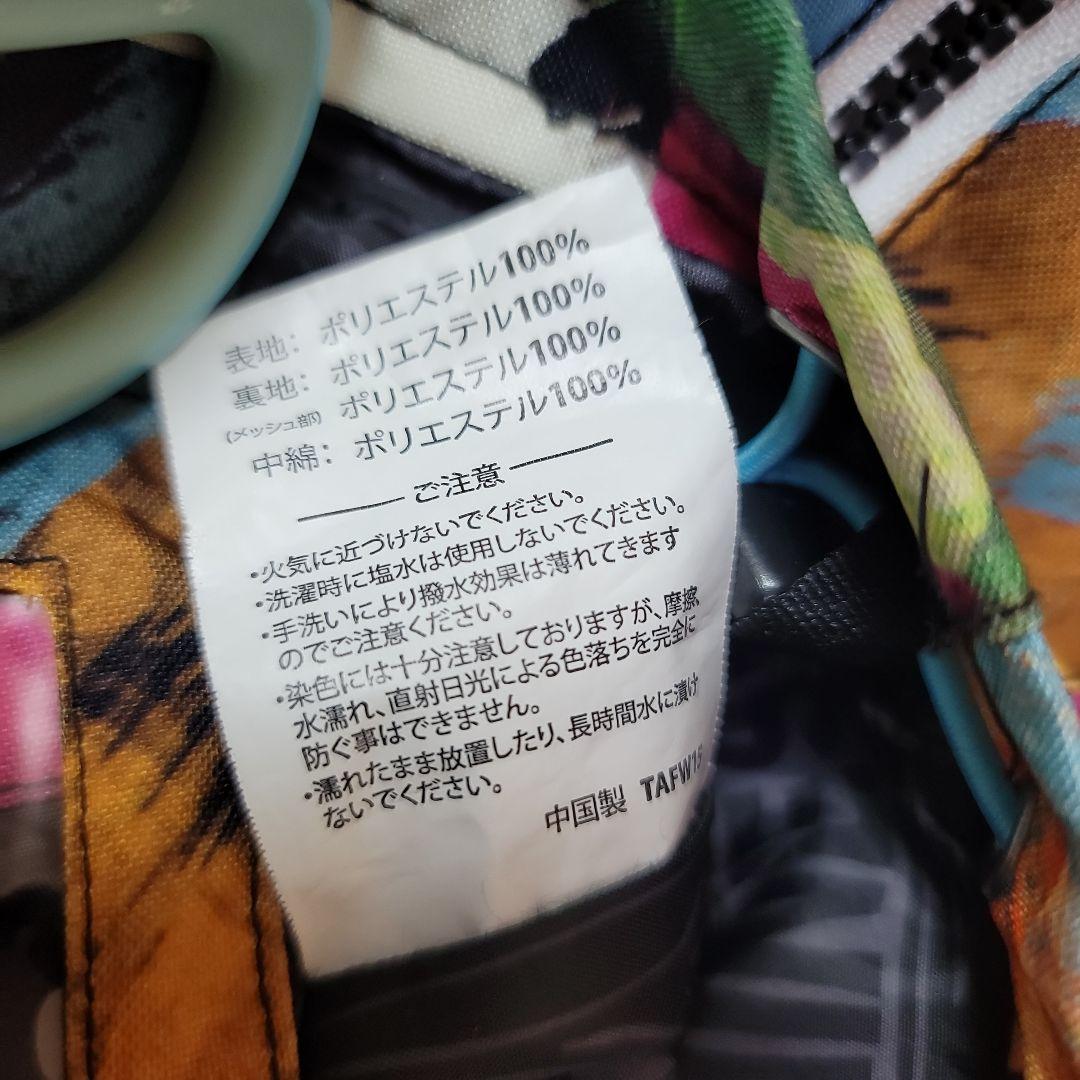 表地： ポリエステル100%
裏地： ポリエステル100%
(メッシュ部) ポリエステル100%
中綿： ポリエステル100%
ご注意
・火気に近づけないでください。
・洗濯時に塩水は使用しないでください。
・手洗いにより撥水効果は薄れてきます
のでご注意ください。
・染色には十分注意しておりますが、摩擦、
水濡れ、直射日光による色落ちを完全に
防ぐ事はできません。
・濡れたまま放置したり、長時間水に漬け
ないでください。
中国製 TAFW15